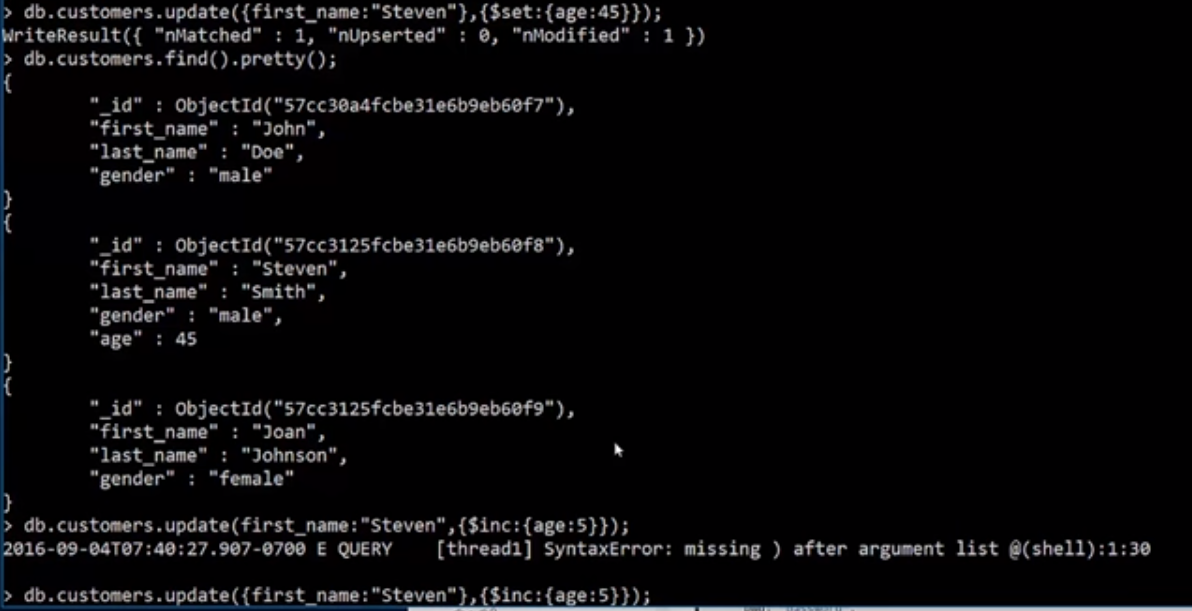 > db.customers.update({first_name:"Steven"},{$set:{age:45}});
WriteResult({ "nMatched" : 1, "nUpserted" : 0, "nModified" : 1 })
> db.customers.find().pretty();
{
"_id" : ObjectId("57cc30a4fcbe31e6b9eb60f7"),
"first_name" : "John",
"last_name" : "Doe",
"gender" : "male"
}
{
"_id" : ObjectId("57cc3125fcbe31e6b9eb60f8"),
"first_name" : "Steven",
"last_name" : "Smith",
"gender" : "male",
"age" : 45
}
{
"_id" : ObjectId("57cc3125fcbe31e6b9eb60f9"),
"first_name" : "Joan",
"last_name" : "Johnson",
"gender" : "female"
}
> db.customers.update(first_name:"Steven",{$inc:{age:5}});
2016-09-04T07:40:27.907-0700 E QUERY    [thread1] SyntaxError: missing ) after argument list @(shell):1:30
> db.customers.update({first_name:"Steven"},{$inc:{age:5}});